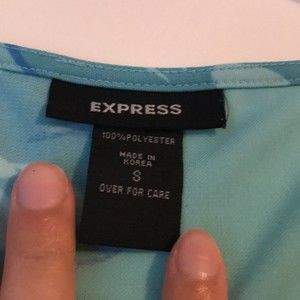 EXPRESS
100%POLYESTER
MADE IN
KOREA
S
OVER FOR CARE